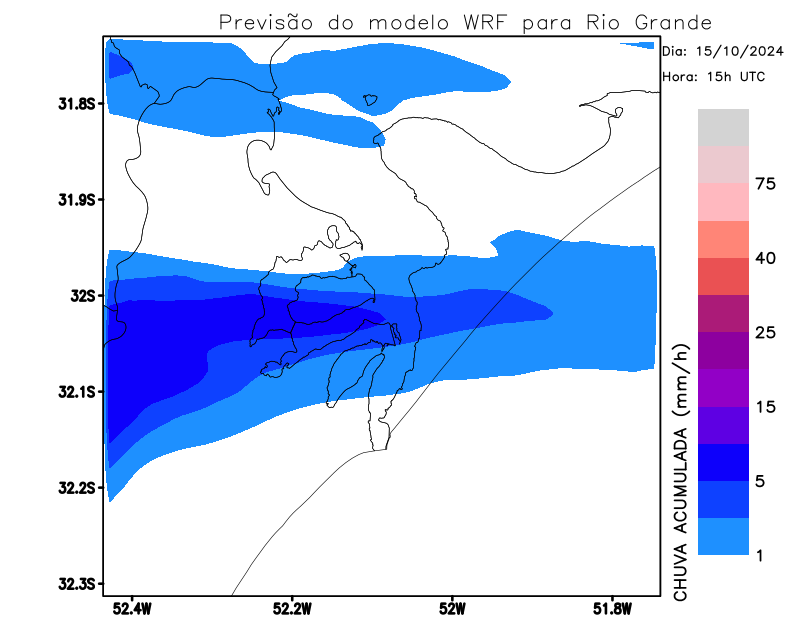 Previsão do modelo WRF para Rio Grande
Dia: 15/10/2024
Hora: 15h UTC
31.8S
31.9S
32S
32.1S
32.2S
32.3S
52.4W
52.2W
52W
51.8W
CHUVA ACUMULADA (mm/h)
75
40
25
15
5
1